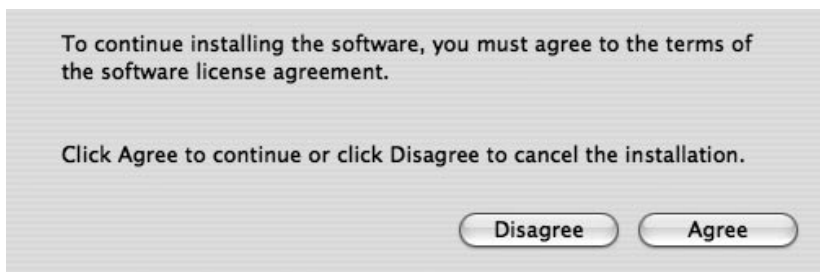 To continue installing the software, you must agree to the terms of
the software license agreement.
Click Agree to continue or click Disagree to cancel the installation.
Disagree Agree